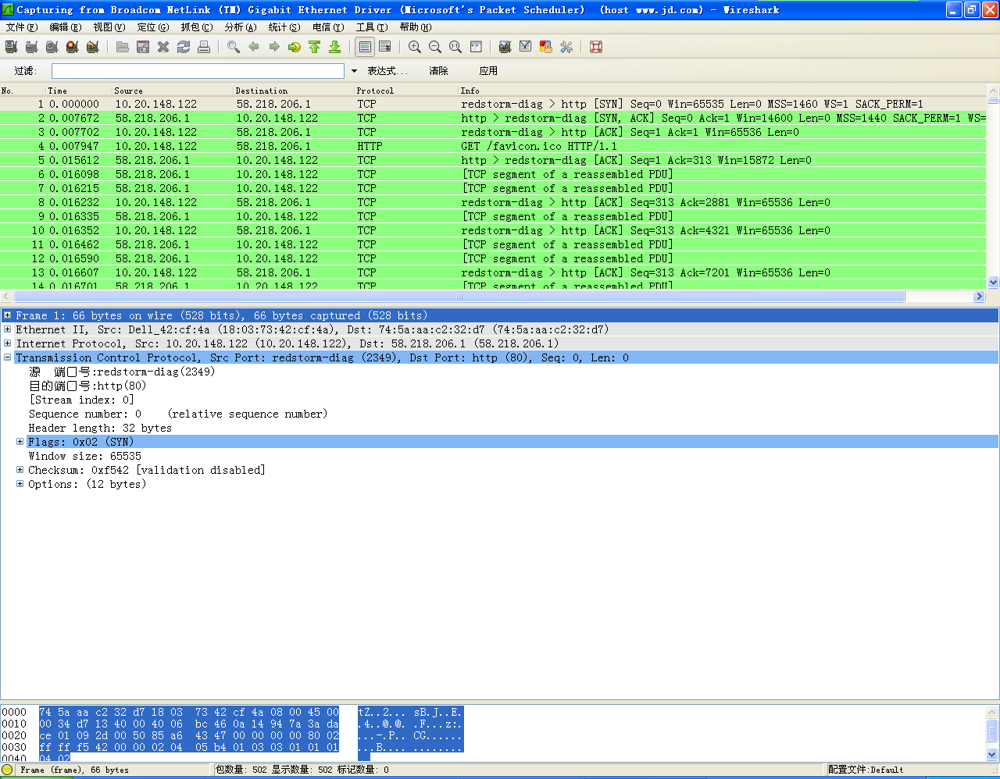 Capturing from Broadcom NetLink (TM) Gigabit Ethernet Driver (Microsoft's Packet Scheduler)  (host www.jd.com) - Wireshark
文件(F) 编辑(E) 视图(V) 定位(G) 抓包(C) 分析(A) 统计(S) 电信(Y) 工具(T) 帮助(H)
过滤: 表达式... 清除 应用
No. Time Source Destination Protocol Info
1 0.000000 10.20.148.122 58.218.206.1 TCP redstorm-diag > http [SYN] Seq=0 Win=65535 Len=0 MSS=1460 WS=1 SACK_PERM=1
2 0.007672 58.218.206.1 10.20.148.122 TCP http > redstorm-diag [SYN, ACK] Seq=0 Ack=1 Win=14600 Len=0 MSS=1440 SACK_PERM=1 WS=
3 0.007702 10.20.148.122 58.218.206.1 TCP redstorm-diag > http [ACK] Seq=1 Ack=1 Win=65536 Len=0
4 0.007947 10.20.148.122 58.218.206.1 HTTP GET /favicon.ico HTTP/1.1
5 0.015612 58.218.206.1 10.20.148.122 TCP http > redstorm-diag [ACK] Seq=1 Ack=313 Win=15872 Len=0
6 0.016098 58.218.206.1 10.20.148.122 TCP [TCP segment of a reassembled PDU]
7 0.016215 58.218.206.1 10.20.148.122 TCP [TCP segment of a reassembled PDU]
8 0.016232 10.20.148.122 58.218.206.1 TCP redstorm-diag > http [ACK] Seq=313 Ack=2881 Win=65536 Len=0
9 0.016335 58.218.206.1 10.20.148.122 TCP [TCP segment of a reassembled PDU]
10 0.016352 10.20.148.122 58.218.206.1 TCP redstorm-diag > http [ACK] Seq=313 Ack=4321 Win=65536 Len=0
11 0.016462 58.218.206.1 10.20.148.122 TCP [TCP segment of a reassembled PDU]
12 0.016590 58.218.206.1 10.20.148.122 TCP [TCP segment of a reassembled PDU]
13 0.016607 10.20.148.122 58.218.206.1 TCP redstorm-diag > http [ACK] Seq=313 Ack=7201 Win=65536 Len=0
14 0.016701 58.218.206.1 10.20.148.122 TCP [TCP segment of a reassembled PDU]
Frame 1: 66 bytes on wire (528 bits), 66 bytes captured (528 bits)
Ethernet II, Src: Dell_42:cf:4a (18:03:73:42:cf:4a), Dst: 74:5a:aa:c2:32:d7 (74:5a:aa:c2:32:d7)
Internet Protocol, Src: 10.20.148.122 (10.20.148.122), Dst: 58.218.206.1 (58.218.206.1)
Transmission Control Protocol, Src Port: redstorm-diag (2349), Dst Port: http (80), Seq: 0, Len: 0
源  端口号:redstorm-diag(2349)
目的端口号:http(80)
[Stream index: 0]
Sequence number: 0    (relative sequence number)
Header length: 32 bytes
Flags: 0x02 (SYN)
Window size: 65535
Checksum: 0xf542 [validation disabled]
Options: (12 bytes)
0000 74 5a aa c2 32 d7 18 03 73 42 cf 4a 08 00 45 00 tZ..2... sB.J..E.
0010 00 34 d7 13 40 00 40 06 bc 46 0a 14 94 7a 3a da .4..@.@. .F...z:.
0020 ce 01 09 2d 00 50 85 a6 43 47 00 00 00 00 80 02 ...-.P.. CG......
0030 ff ff f5 42 00 00 02 04 05 b4 01 03 03 01 01 01 ...B.... ........
0040 04 02
Frame (frame), 66 bytes 包数量: 502 显示数量: 502 标记数量: 0 配置文件:Default